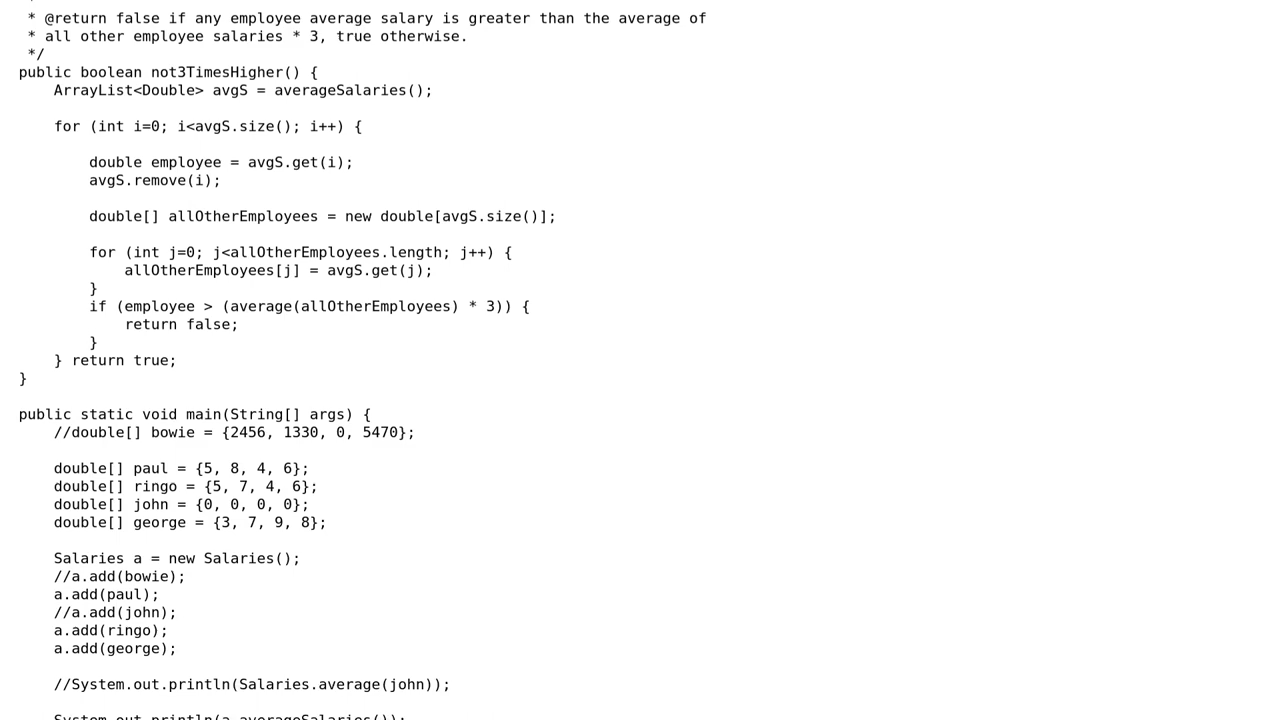 * @return false if any employee average salary is greater than the average of
 * all other employee salaries * 3, true otherwise.
 */
public boolean not3TimesHigher() {
    ArrayList<Double> avgS = averageSalaries();

    for (int i=0; i<avgS.size(); i++) {

        double employee = avgS.get(i);
        avgS.remove(i);

        double[] allOtherEmployees = new double[avgS.size()];

        for (int j=0; j<allOtherEmployees.length; j++) {
            allOtherEmployees[j] = avgS.get(j);
        }
        if (employee > (average(allOtherEmployees) * 3)) {
            return false;
        }
    } return true;
}

public static void main(String[] args) {
    //double[] bowie = {2456, 1330, 0, 5470};

    double[] paul = {5, 8, 4, 6};
    double[] ringo = {5, 7, 4, 6};
    double[] john = {0, 0, 0, 0};
    double[] george = {3, 7, 9, 8};

    Salaries a = new Salaries();
    //a.add(bowie);
    a.add(paul);
    //a.add(john);
    a.add(ringo);
    a.add(george);

    //System.out.println(Salaries.average(john));

    System.out.println(a.averageSalaries());